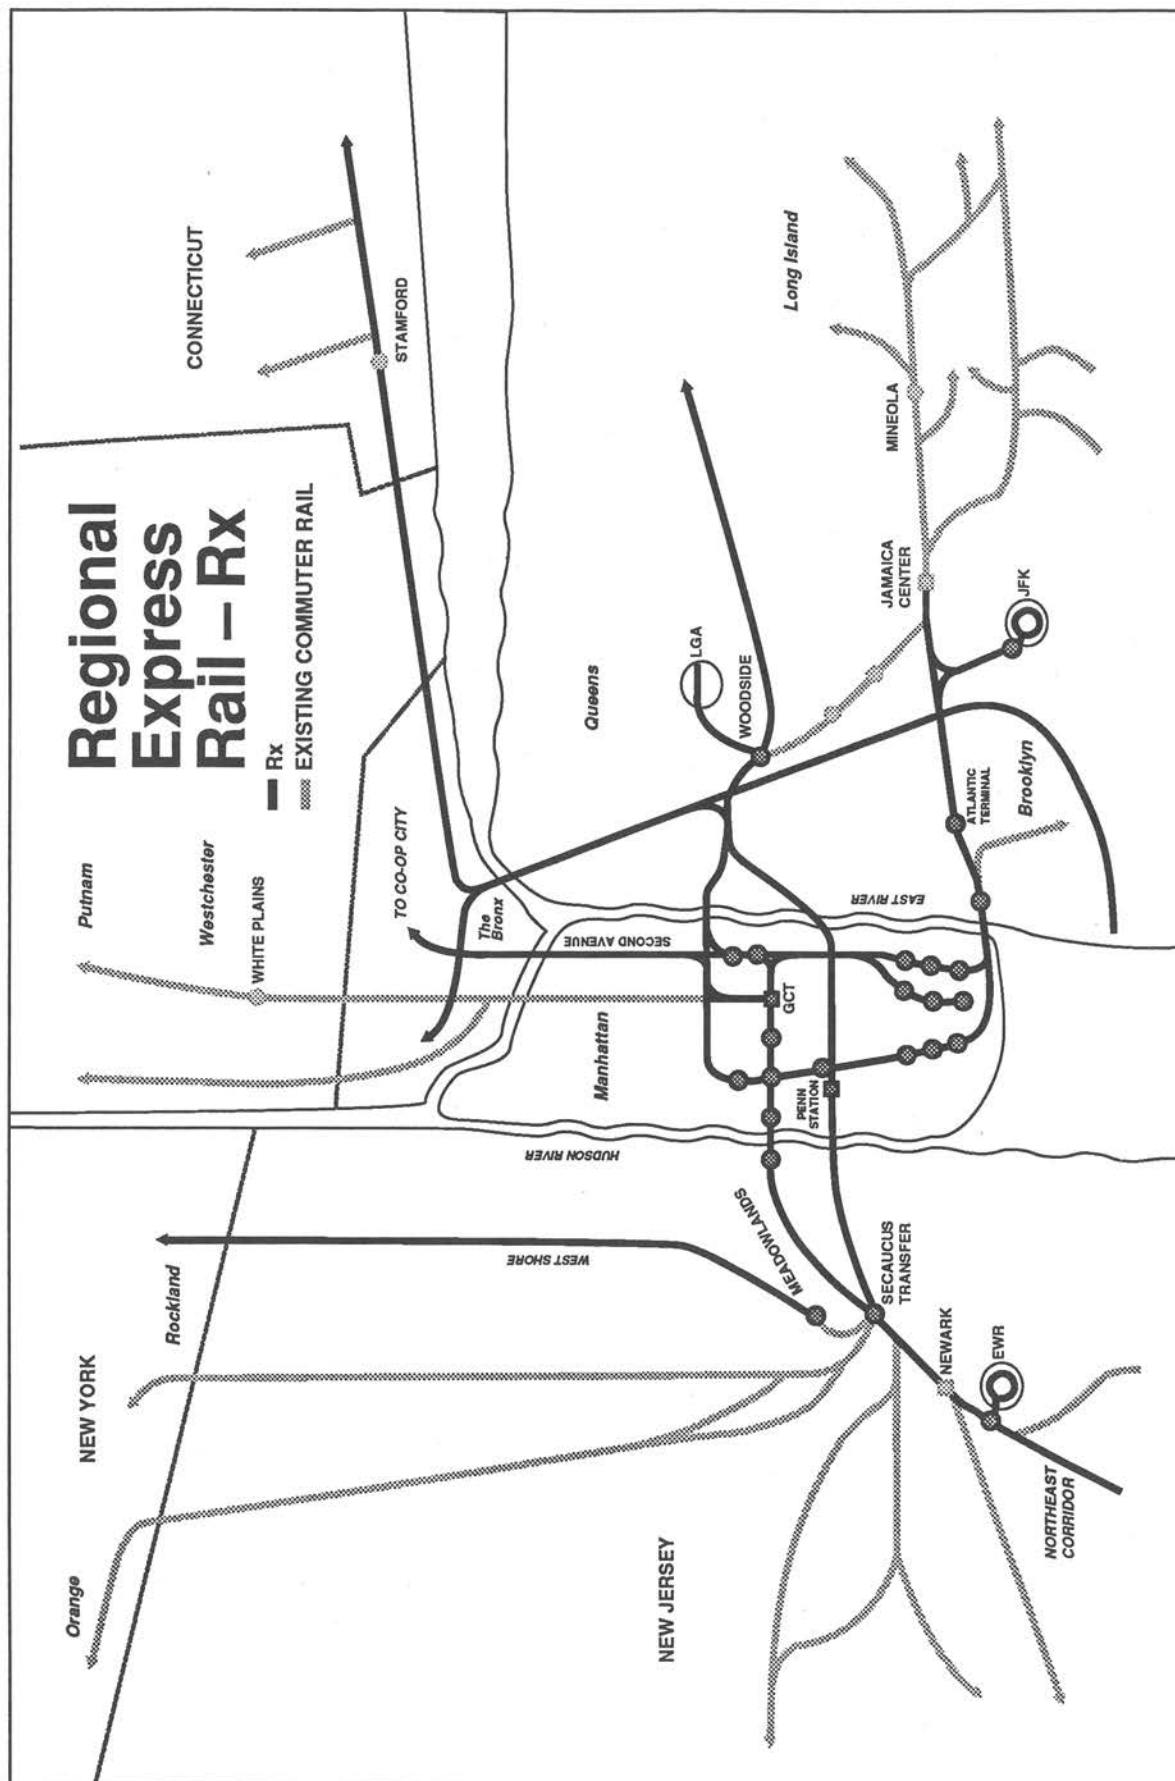 Regional
Express
Rail – Rx
Rx
EXISTING COMMUTER RAIL
NEW YORK
Orange
Rockland
Putnam
Westchester
WHITE PLAINS
CONNECTICUT
STAMFORD
TO CO-OP CITY
The
Bronx
WEST SHORE
HUDSON RIVER
Manhattan
SECOND AVENUE
Queens
LGA
WOODSIDE
Long Island
NEW JERSEY
MEADOWLANDS
GCT
PENN
STATION
EAST RIVER
SECAUCUS
TRANSFER
NEWARK
EWR
NORTHEAST
CORRIDOR
ATLANTIC
TERMINAL
Brooklyn
JAMAICA
CENTER
MINEOLA
JFK